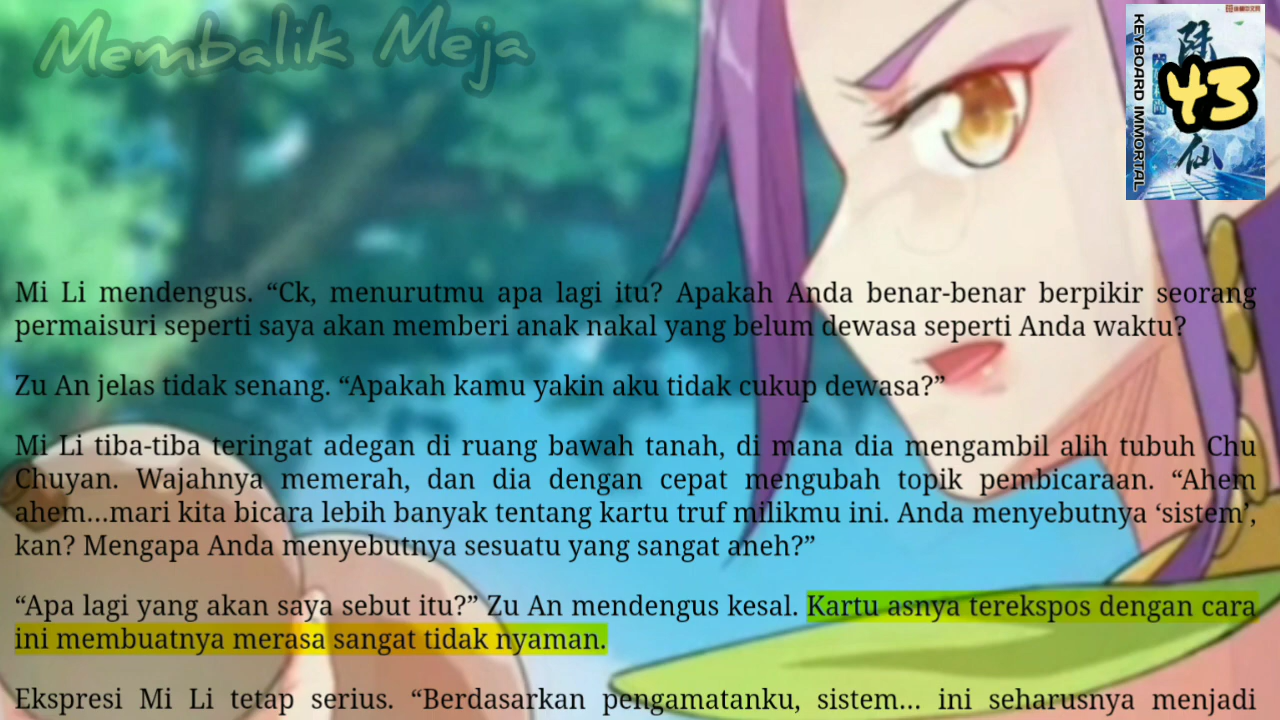 Membalik Meja
KEYBOARD IMMORTAL
陆
仙
43
Mi Li mendengus. “Ck, menurutmu apa lagi itu? Apakah Anda benar-benar berpikir seorang
permaisuri seperti saya akan memberi anak nakal yang belum dewasa seperti Anda waktu?
Zu An jelas tidak senang. “Apakah kamu yakin aku tidak cukup dewasa?”
Mi Li tiba-tiba teringat adegan di ruang bawah tanah, di mana dia mengambil alih tubuh Chu
Chuyan. Wajahnya memerah, dan dia dengan cepat mengubah topik pembicaraan. “Ahem
ahem…mari kita bicara lebih banyak tentang kartu truf milikmu ini. Anda menyebutnya ‘sistem’,
kan? Mengapa Anda menyebutnya sesuatu yang sangat aneh?”
“Apa lagi yang akan saya sebut itu?” Zu An mendengus kesal. Kartu asnya terekspos dengan cara
ini membuatnya merasa sangat tidak nyaman.
Ekspresi Mi Li tetap serius. “Berdasarkan pengamatanku, sistem… ini seharusnya menjadi